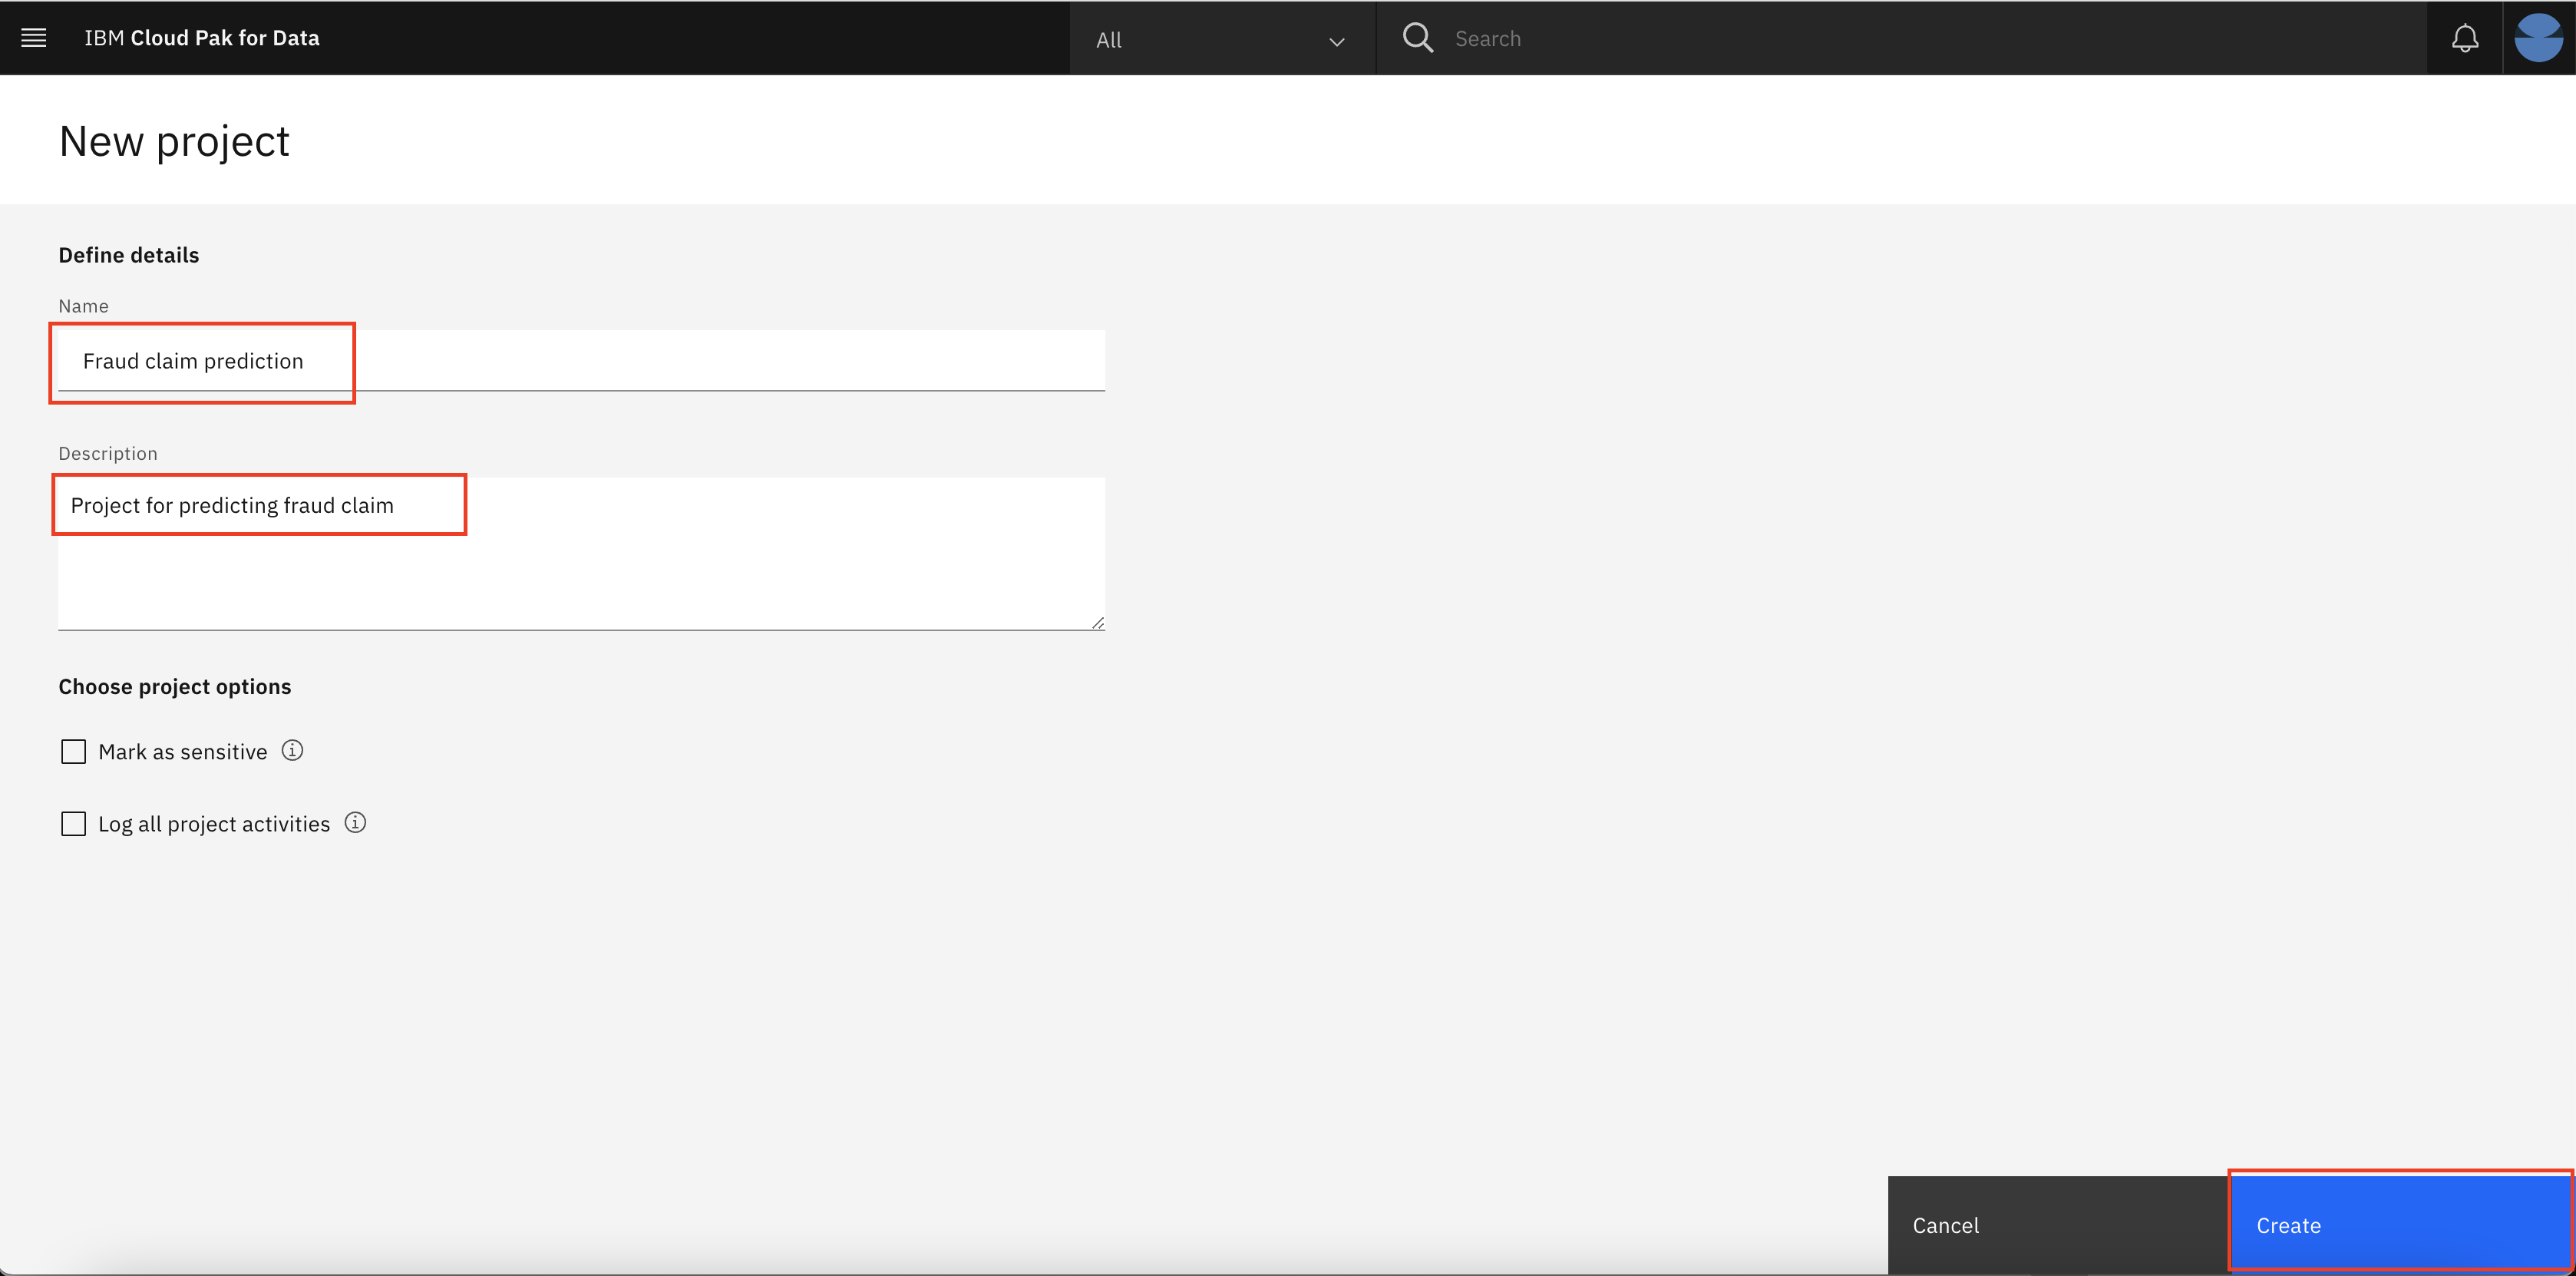 IBM Cloud Pak for Data
All
Search
New project
Define details
Name
Fraud claim prediction
Description
Project for predicting fraud claim
Choose project options
Mark as sensitive
Log all project activities
Cancel
Create